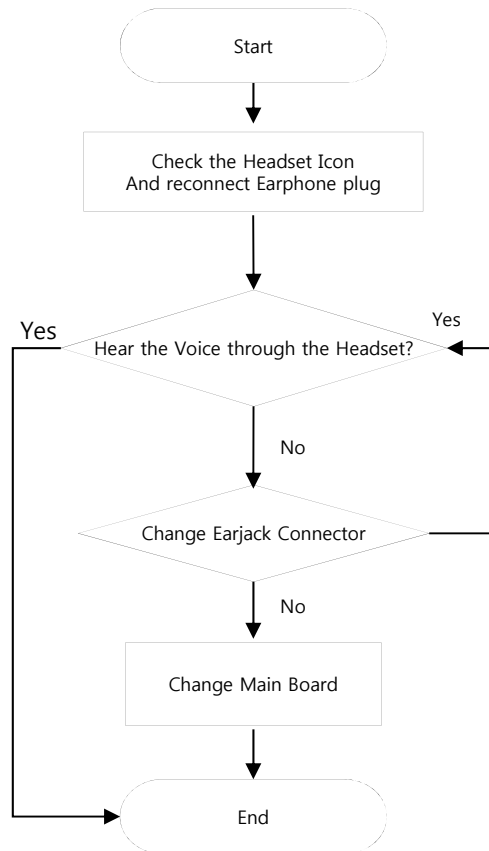 Start
Check the Headset Icon
And reconnect Earphone plug
Yes
Yes
Hear the Voice through the Headset?
No
Change Earjack Connector
No
Change Main Board
End